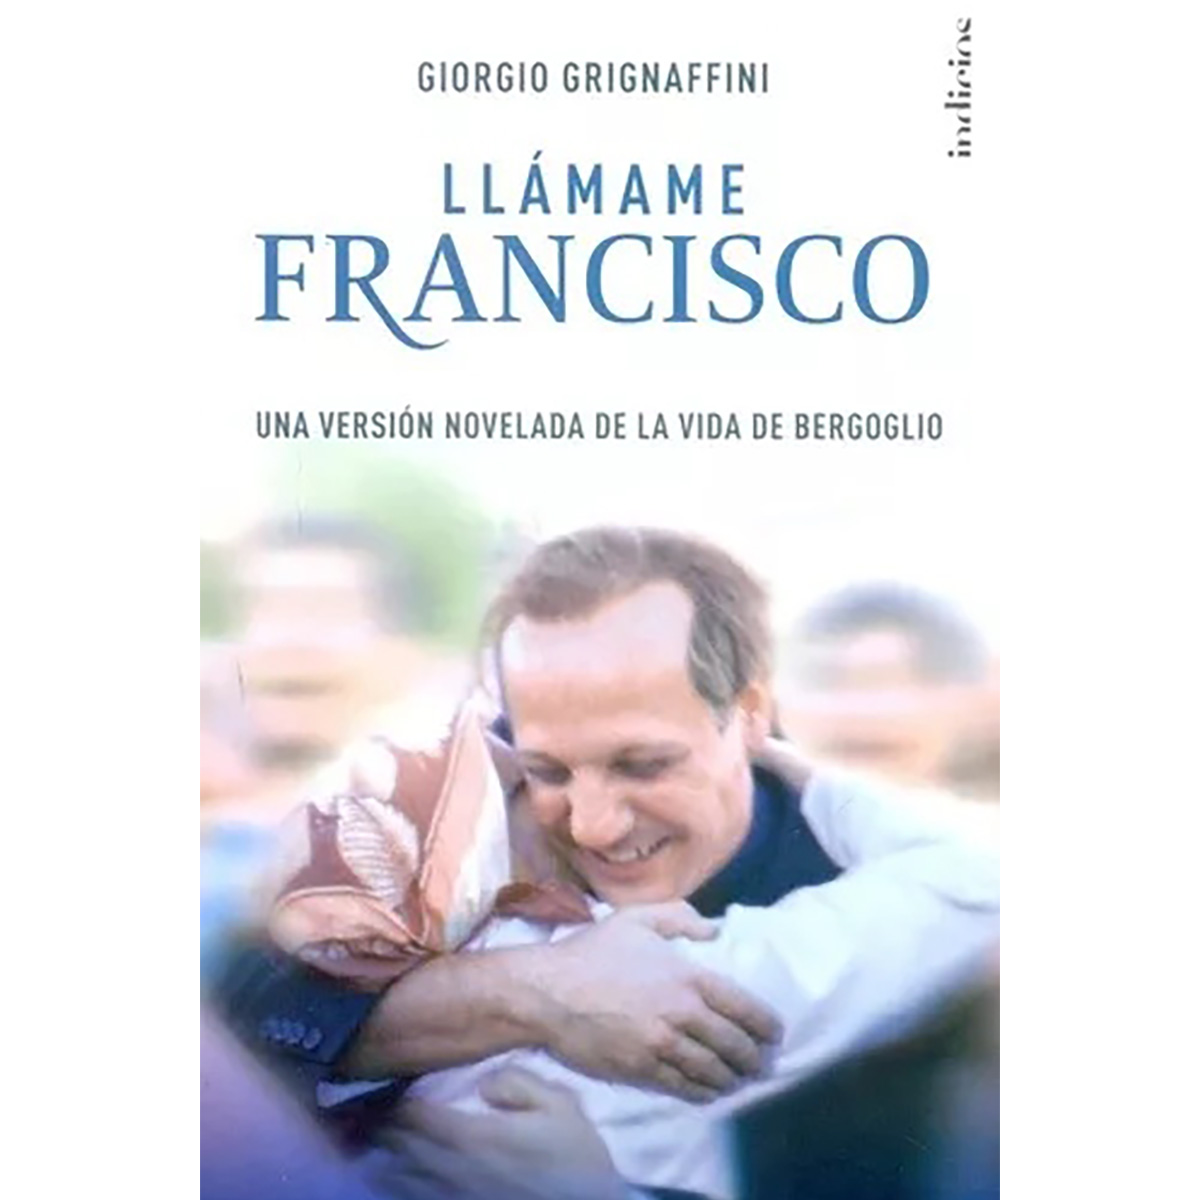 GIORGIO GRIGNAFFINI
indicios
LLÁMAME
FRANCISCO
UNA VERSIÓN NOVELADA DE LA VIDA DE BERGOGLIO